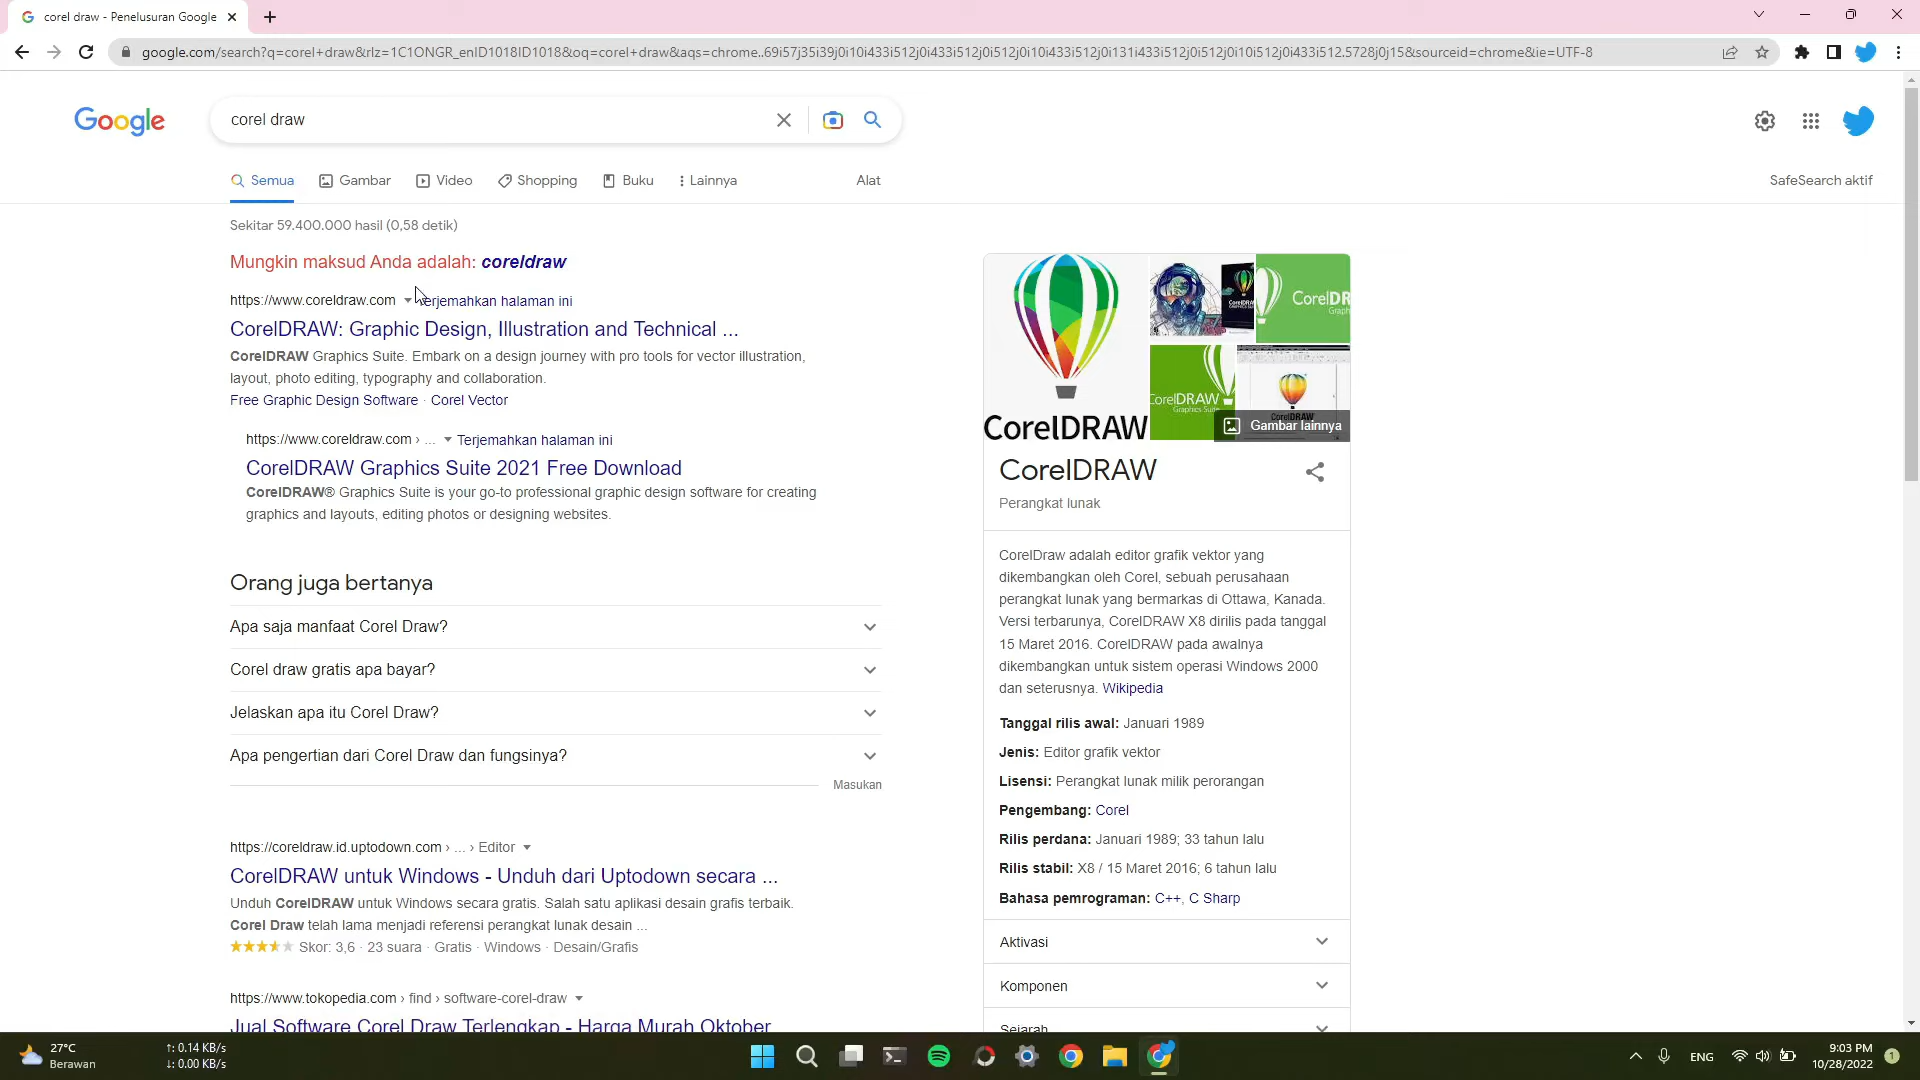 corel draw - Penelusuran Google
google.com/search?q=corel+draw&rlz=1C1ONGR_enID1018ID1018&oq=corel+draw&aqs=chrome..69i57j35i39j0i10i433i512j0i433i512j0i512j0i10i433i512j0i131i433i512j0i512j0i10i512j0i433i512.5728j0j15&sourceid=chrome&ie=UTF-8
Google
corel draw
Semua
Gambar
Video
Shopping
Buku
Lainnya
Alat
SafeSearch aktif
Sekitar 59.400.000 hasil (0,58 detik)
Mungkin maksud Anda adalah: coreldraw
https://www.coreldraw.com Terjemahkan halaman ini
CorelDRAW: Graphic Design, Illustration and Technical ...
CorelDRAW Graphics Suite. Embark on a design journey with pro tools for vector illustration,
layout, photo editing, typography and collaboration.
Free Graphic Design Software · Corel Vector
https://www.coreldraw.com › ... Terjemahkan halaman ini
CorelDRAW Graphics Suite 2021 Free Download
CorelDRAW® Graphics Suite is your go-to professional graphic design software for creating
graphics and layouts, editing photos or designing websites.
Orang juga bertanya
Apa saja manfaat Corel Draw?
Corel draw gratis apa bayar?
Jelaskan apa itu Corel Draw?
Apa pengertian dari Corel Draw dan fungsinya?
Masukan
https://coreldraw.id.uptodown.com › ... › Editor
CorelDRAW untuk Windows - Unduh dari Uptodown secara ...
Unduh CorelDRAW untuk Windows secara gratis. Salah satu aplikasi desain grafis terbaik.
Corel Draw telah lama menjadi referensi perangkat lunak desain ...
Skor: 3,6 · 23 suara · Gratis · Windows · Desain/Grafis
https://www.tokopedia.com › find › software-corel-draw
Jual Software Corel Draw Terlengkap - Harga Murah Oktober
CorelDRAW
CorelDR
Graph
CorelDRAW
Graphics Suite
Gambar lainnya
CorelDRAW
Perangkat lunak
CorelDraw adalah editor grafik vektor yang
dikembangkan oleh Corel, sebuah perusahaan
perangkat lunak yang bermarkas di Ottawa, Kanada.
Versi terbarunya, CorelDRAW X8 dirilis pada tanggal
15 Maret 2016. CorelDRAW pada awalnya
dikembangkan untuk sistem operasi Windows 2000
dan seterusnya. Wikipedia
Tanggal rilis awal: Januari 1989
Jenis: Editor grafik vektor
Lisensi: Perangkat lunak milik perorangan
Pengembang: Corel
Rilis perdana: Januari 1989; 33 tahun lalu
Rilis stabil: X8 / 15 Maret 2016; 6 tahun lalu
Bahasa pemrograman: C++, C Sharp
Aktivasi
Komponen
Sejarah
27°C
Berawan
↑: 0.14 KB/s
↓: 0.00 KB/s
ENG
9:03 PM
10/28/2022
1